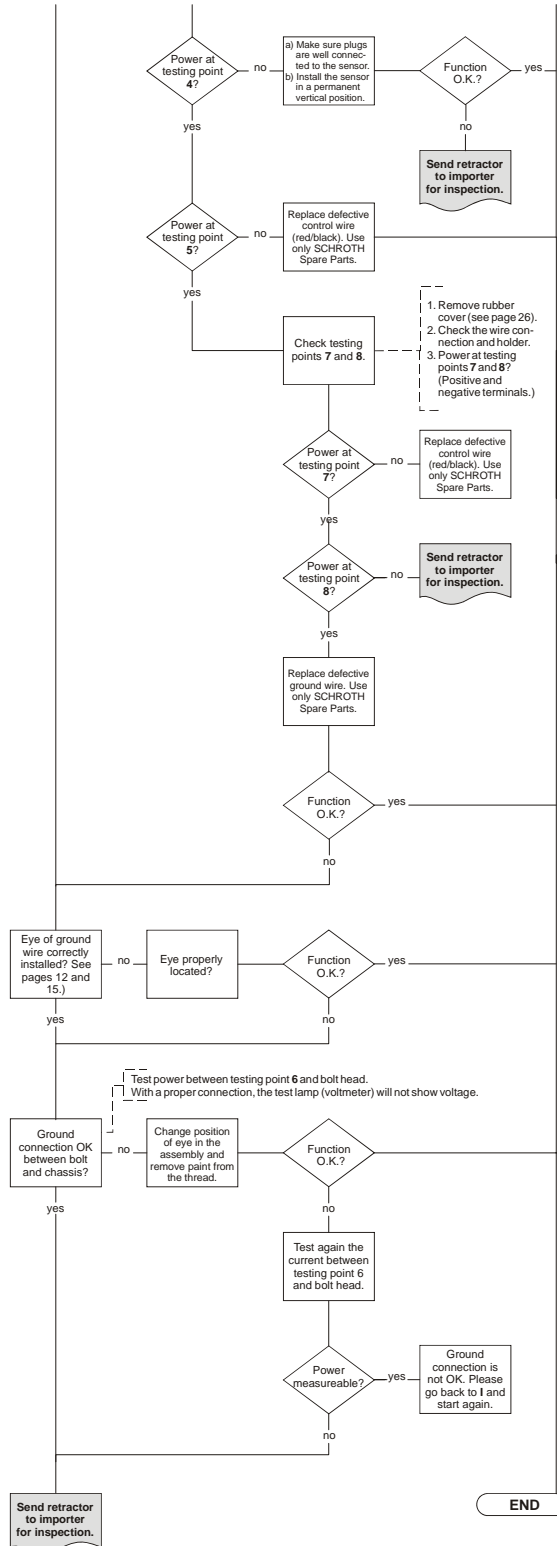 Power at
testing point
4?
no
a) Make sure plugs
are well connec-
ted to the sensor.
b) Install the sensor
in a permanent
vertical position.
Function
O.K.?
yes
yes
no
Send retractor
to importer
for inspection.
Power at
testing point
5?
no
Replace defective
control wire
(red/black). Use
only SCHROTH
Spare Parts.
yes
Check testing
points 7 and 8.
1. Remove rubber
cover (see page 26).
2. Check the wire con-
nection and holder.
3. Power at testing
points 7 and 8?
(Positive and
negative terminals.)
Power at
testing point
7?
no
Replace defective
control wire
(red/black). Use
only SCHROTH
Spare Parts.
yes
Power at
testing point
8?
no
Send retractor
to importer
for inspection.
yes
Replace defective
ground wire. Use
only SCHROTH
Spare Parts.
Function
O.K.?
yes
no
Eye of ground
wire correctly
installed? See
pages 12 and
15.)
no
Eye properly
located?
Function
O.K.?
yes
yes
no
Test power between testing point 6 and bolt head.
With a proper connection, the test lamp (voltmeter) will not show voltage.
Ground
connection OK
between bolt
and chassis?
no
Change position
of eye in the
assembly and
remove paint from
the thread.
Function
O.K.?
yes
yes
no
Test again the
current between
testing point 6
and bolt head.
Power
measureable?
yes
Ground
connection is
not OK. Please
go back to I and
start again.
no
Send retractor
to importer
for inspection.
END